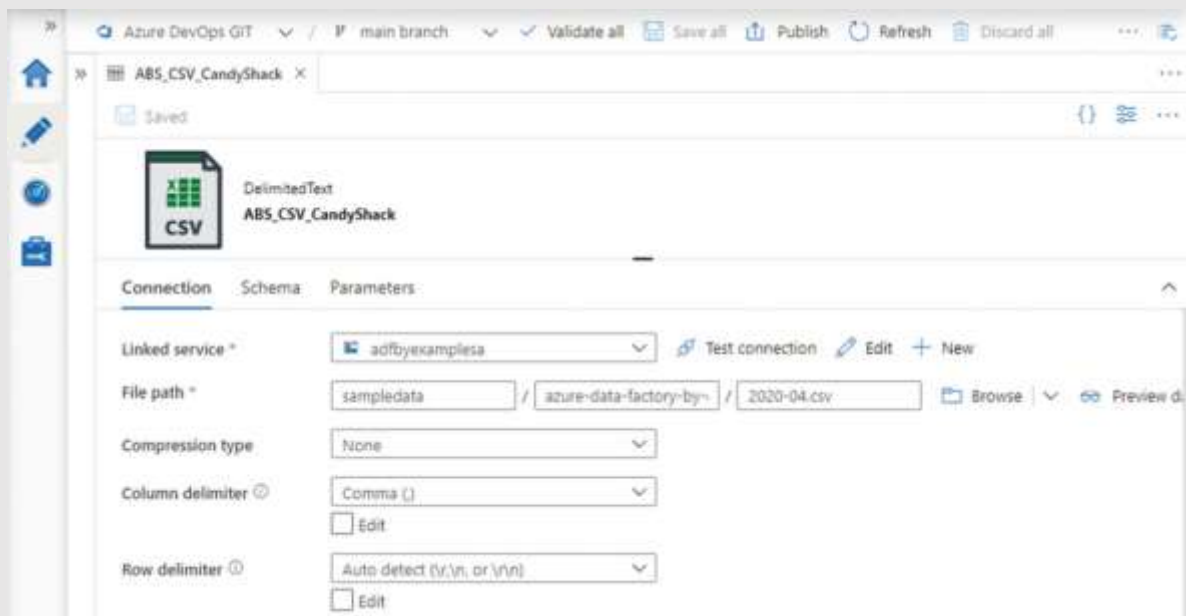 Azure DevOps GIT / main branch Validate all Save all Publish Refresh Discard all
ABS_CSV_CandyShack
Saved
{}
CSV
DelimitedText
ABS_CSV_CandyShack
Connection Schema Parameters
Linked service * adfbyexamplesa Test connection Edit + New
File path * sampledata / azure-data-factory-by- / 2020-04.csv Browse Preview d
Compression type None
Column delimiter Comma (,)
Edit
Row delimiter Auto detect (\r,\n, or \r\n)
Edit